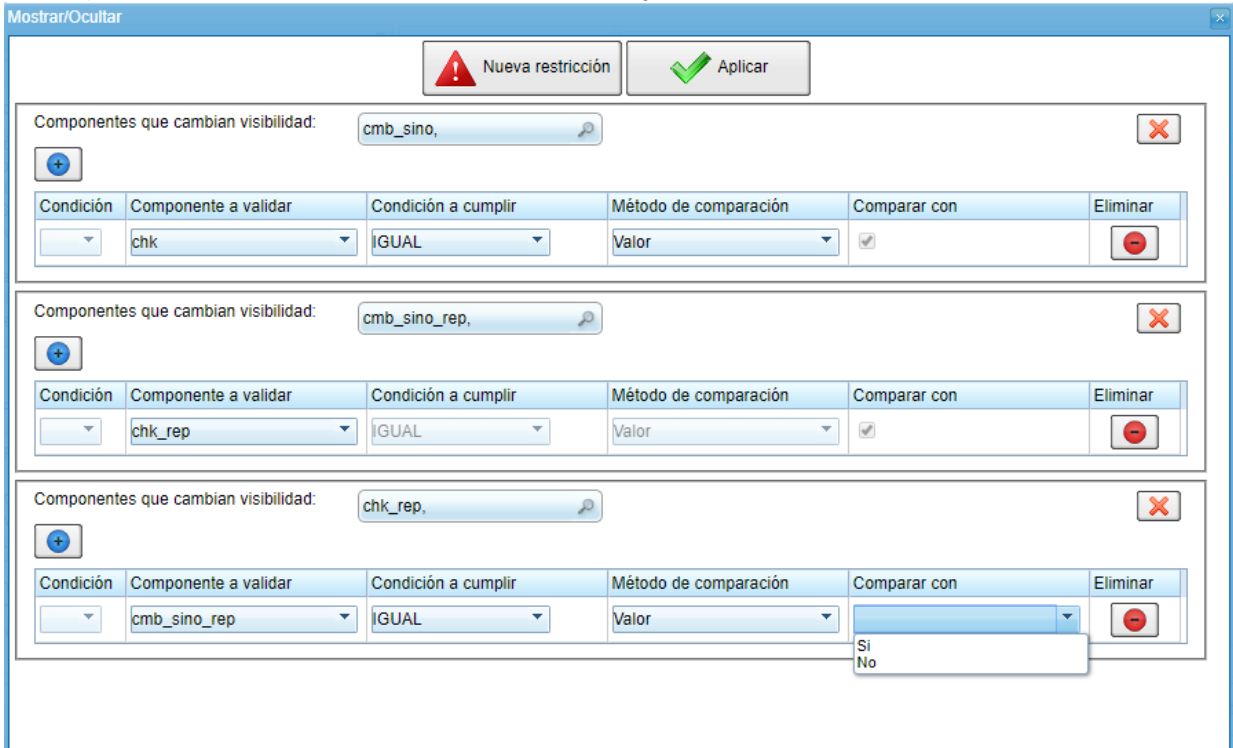 Mostrar/Ocultar
Nueva restricción
Aplicar
Componentes que cambian visibilidad: cmb_sino,
Condición Componente a validar Condición a cumplir Método de comparación Comparar con Eliminar
chk IGUAL Valor
Componentes que cambian visibilidad: cmb_sino_rep,
Condición Componente a validar Condición a cumplir Método de comparación Comparar con Eliminar
chk_rep IGUAL Valor
Componentes que cambian visibilidad: chk_rep,
Condición Componente a validar Condición a cumplir Método de comparación Comparar con Eliminar
cmb_sino_rep IGUAL Valor
Si
No